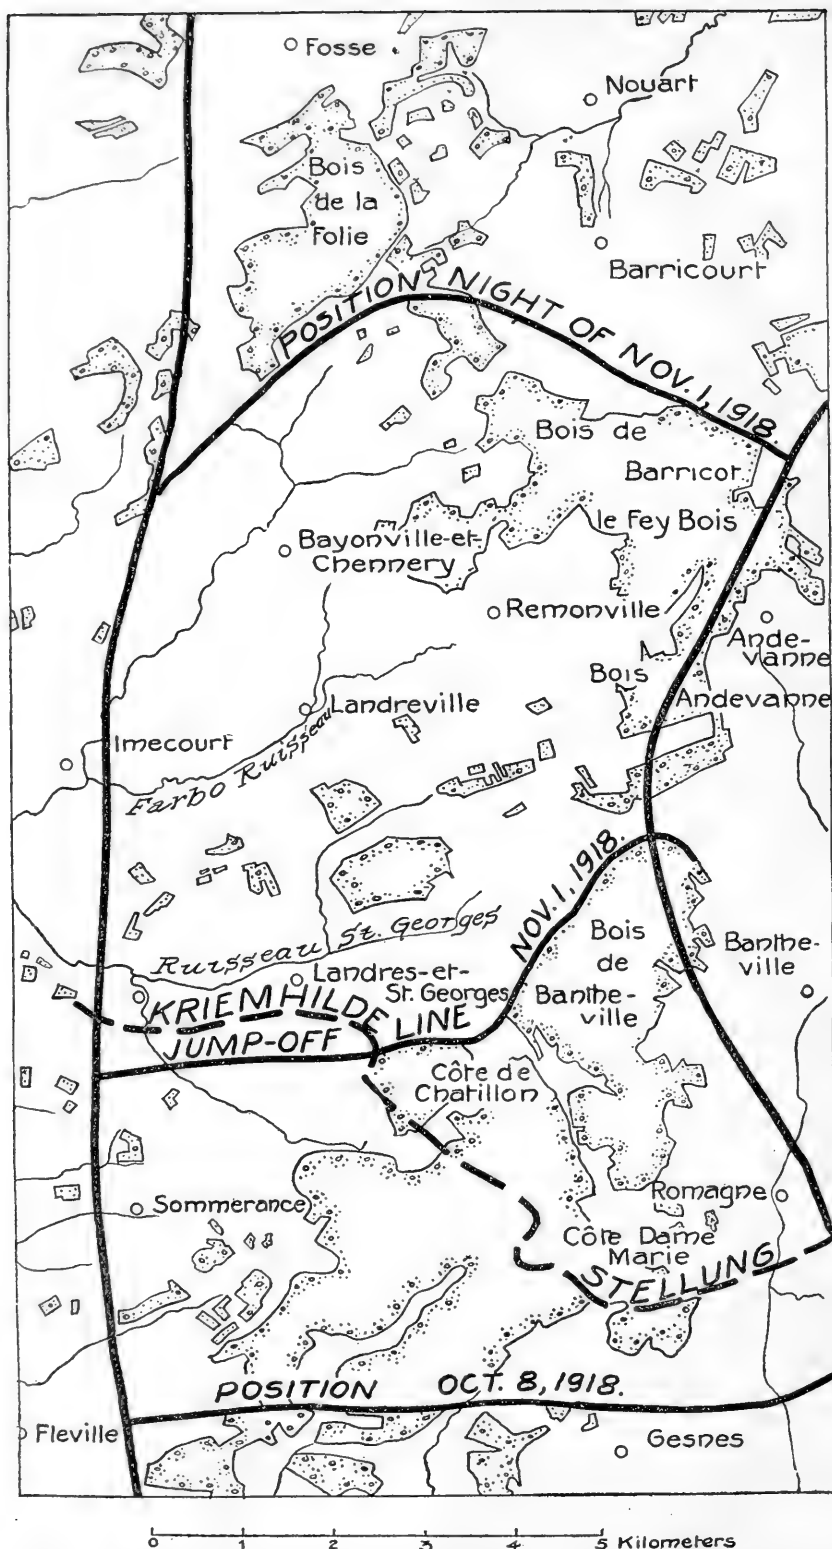 Fosse
Nouart
Bois
de la
Folie
Barricourt
POSITION NIGHT OF NOV. 1, 1918
Bois de
Barricot
le Fey Bois
Bayonville-et-
Chennery
Remonville
Ande-
vanne
Bois
Andevanne
Landreville
Imecourt
Farbo Ruisseau
NOV. 1, 1918.
Ruisseau St. Georges
Bois
de
Banthe-
ville
Banthe-
ville
Landres-et-
St. Georges
KRIEMHILDE
JUMP-OFF LINE
Côte de
Chatillon
Romagne
Sommerance
Côte Dame
Marie
STELLUNG
POSITION OCT. 8, 1918.
Fleville
Gesnes
0 1 2 3 4 5 Kilometers